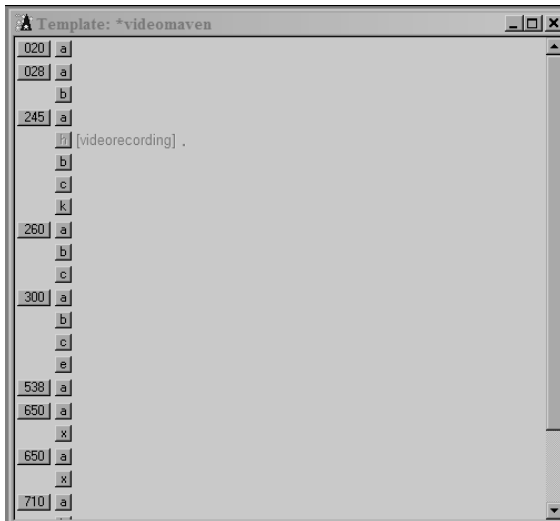 Template: *videomaven
020 a
028 a
b
245 a
h [videorecording] .
b
c
k
260 a
b
c
300 a
b
c
e
538 a
650 a
x
650 a
x
710 a